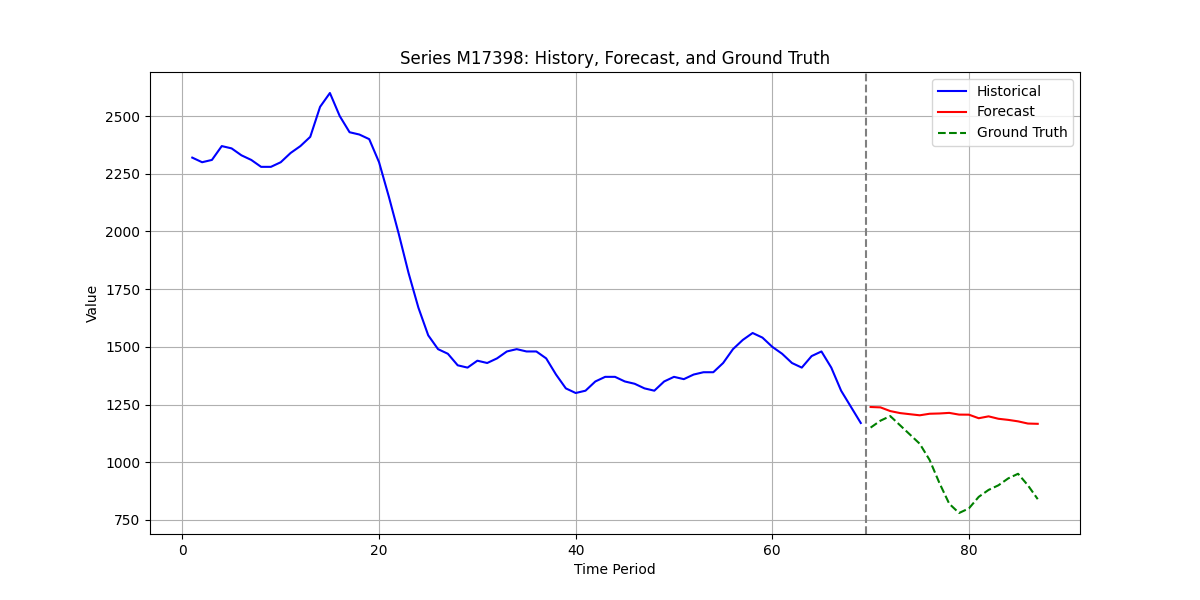 Series M17398: History, Forecast, and Ground Truth
Historical
Forecast
Ground Truth
Value
2500
2250
2000
1750
1500
1250
1000
750
0 20 40 60 80
Time Period